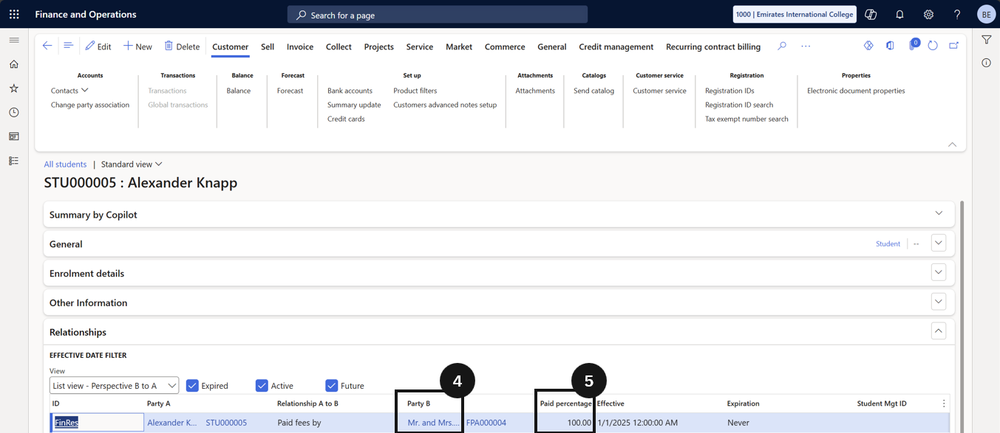 Finance and Operations
Search for a page
1000 | Emirates International College
BE
Edit
New
Delete
Customer
Sell
Invoice
Collect
Projects
Service
Market
Commerce
General
Credit management
Recurring contract billing
0
Accounts
Contacts
Change party association
Transactions
Transactions
Global transactions
Balance
Balance
Forecast
Forecast
Set up
Bank accounts
Summary update
Credit cards
Product filters
Customers advanced notes setup
Attachments
Attachments
Catalogs
Send catalog
Customer service
Customer service
Registration
Registration IDs
Registration ID search
Tax exempt number search
Properties
Electronic document properties
All students | Standard view
STU000005 : Alexander Knapp
Summary by Copilot
General
Student | --
Enrolment details
Other Information
Relationships
EFFECTIVE DATE FILTER
View
List view - Perspective B to A
Expired
Active
Future
4
5
ID Party A Relationship A to B Party B Paid percentage Effective Expiration Student Mgt ID
FinRes Alexander K... STU000005 Paid fees by Mr. and Mrs.... FPA000004 100.00 1/1/2025 12:00:00 AM Never